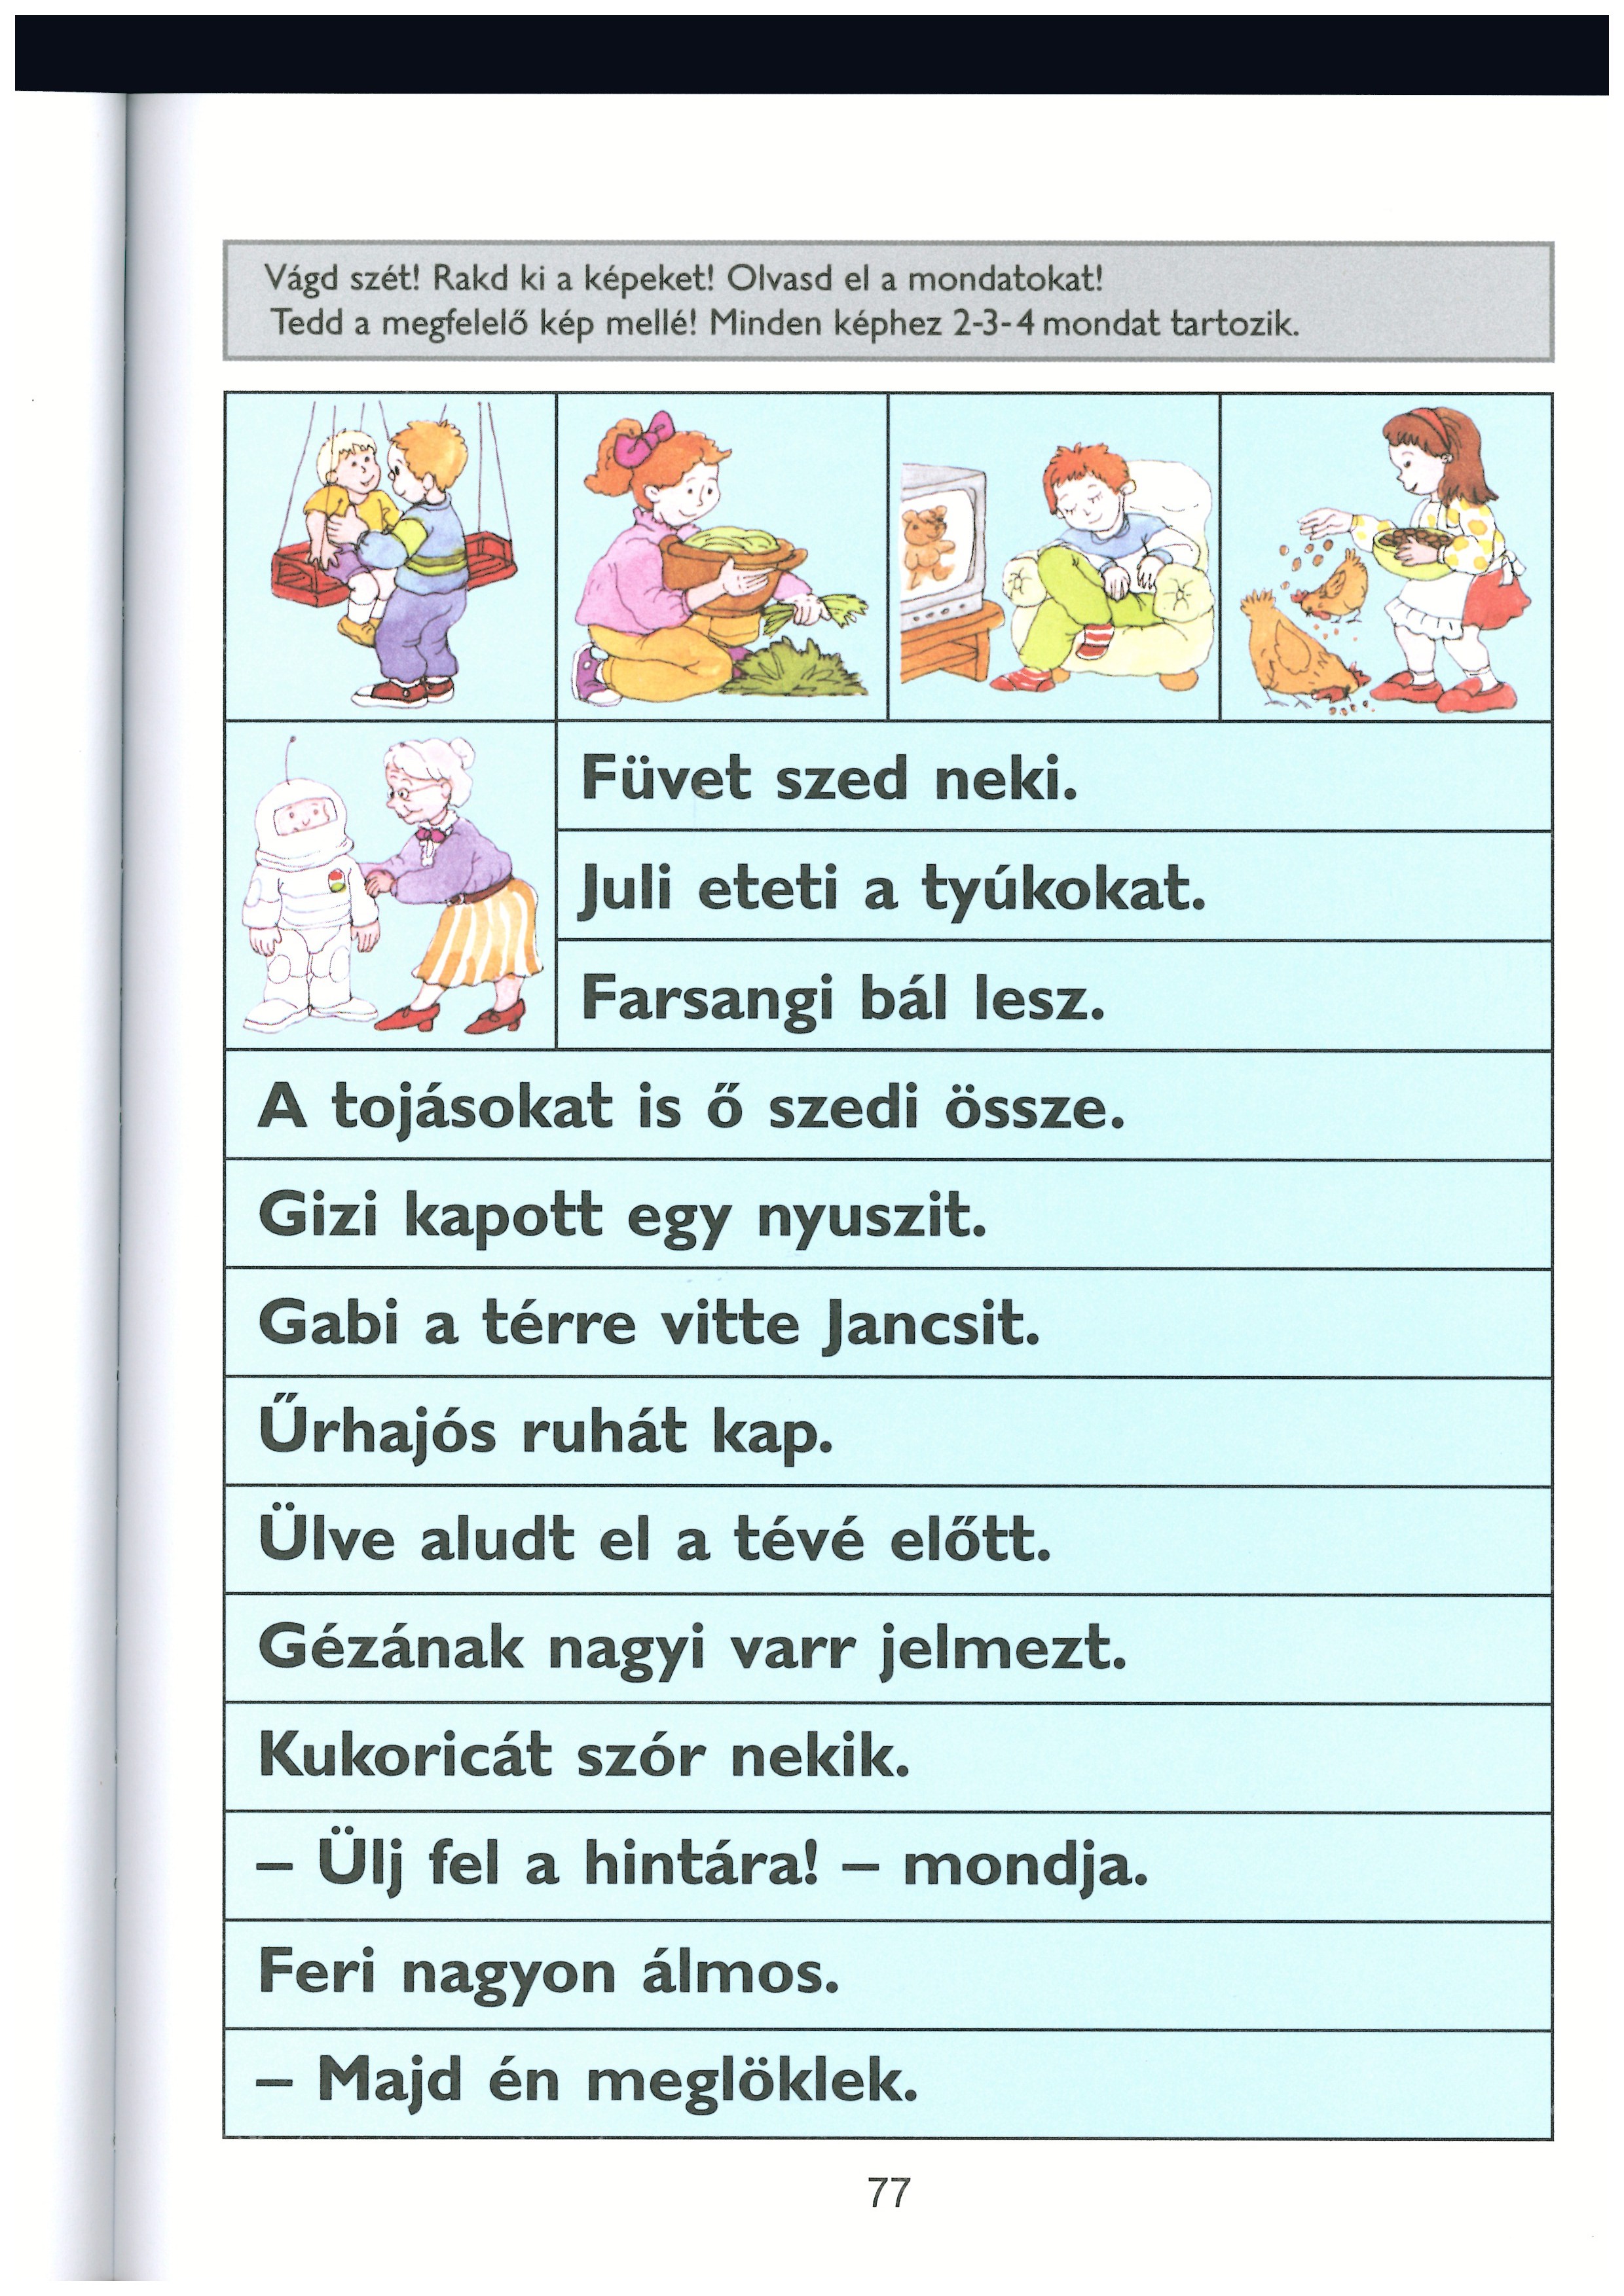 Vágd szét! Rakd ki a képeket! Olvasd el a mondatokat!
Tedd a megfelelő kép mellé! Minden képhez 2-3-4 mondat tartozik.
Füvet szed neki.
Juli eteti a tyúkokat.
Farsangi bál lesz.
A tojásokat is ő szedi össze.
Gizi kapott egy nyuszit.
Gabi a térre vitte Jancsit.
Űrhajós ruhát kap.
Ülve aludt el a tévé előtt.
Gézának nagyi varr jelmezt.
Kukoricát szór nekik.
– Ülj fel a hintára! – mondja.
Feri nagyon álmos.
– Majd én meglöklek.
77